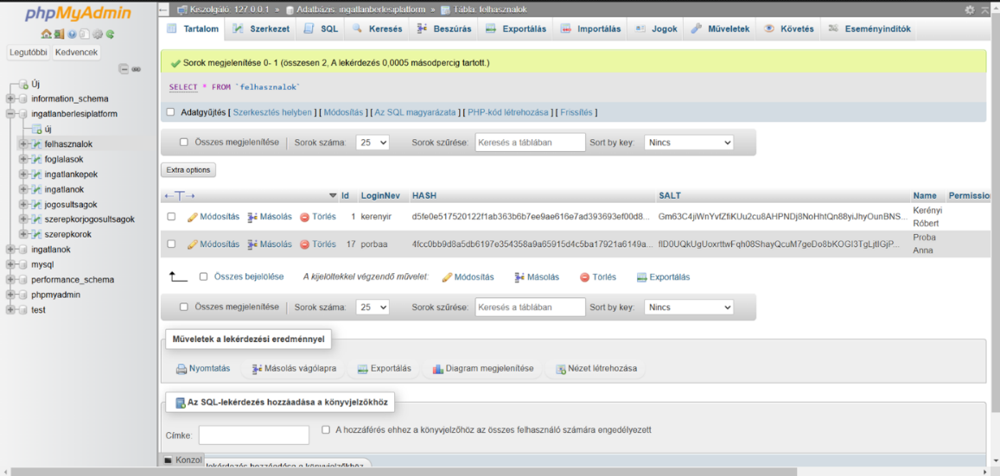 phpMyAdmin
Legutóbbi Kedvencek
Új
information_schema
ingatlanberlesiplatform
új
felhasznalok
foglalasok
ingatlankepek
ingatlanok
jogosultsagok
szerepkorjogosultsagok
szerepkorok
ingatlanok
mysql
performance_schema
phpmyadmin
test
Kiszolgáló: 127.0.0.1 » Adatbázis: ingatlanberlesiplatform » Tábla: felhasznalok
Tartalom Szerkezet SQL Keresés Beszúrás Exportálás Importálás Jogok Műveletek Követés Eseményindítók
Sorok megjelenítése 0- 1 (összesen 2, A lekérdezés 0,0005 másodpercig tartott.)
SELECT * FROM `felhasznalok`
Adatgyűjtés [ Szerkesztés helyben ] [ Módosítás ] [ Az SQL magyarázata ] [ PHP-kód létrehozása ] [ Frissítés ]
Összes megjelenítése Sorok száma: 25 Sorok szűrése: Keresés a táblában Sort by key: Nincs
Extra options
Id LoginNev HASH SALT Name Permission
Módosítás Másolás Törlés 1 kerenyir d5fe0e517520122f1ab363b6b7ee9ae616e7ad393693ef00d8... Gm63C4jiWnYvfZfiKUu2cu8AHPNDj8NoHhtQn88yiJhyOunBNS... Kerényi Róbert
Módosítás Másolás Törlés 17 porbaa 4fcc0bb9d8a5db6197e354358a9a65915d4c5ba17921a6149a... flD0UQkUgUoxrttwFqh08ShayQcuM7geDo8bKOGI3TgLjtIGjP... Proba Anna
Összes bejelölése A kijelöltekkel végzendő művelet: Módosítás Másolás Törlés Exportálás
Összes megjelenítése Sorok száma: 25 Sorok szűrése: Keresés a táblában Sort by key: Nincs
Műveletek a lekérdezési eredménnyel
Nyomtatás Másolás vágólapra Exportálás Diagram megjelenítése Nézet létrehozása
Az SQL-lekérdezés hozzáadása a könyvjelzőkhöz
Címke: A hozzáférés ehhez a könyvjelzőhöz az összes felhasználó számára engedélyezett
Konzol